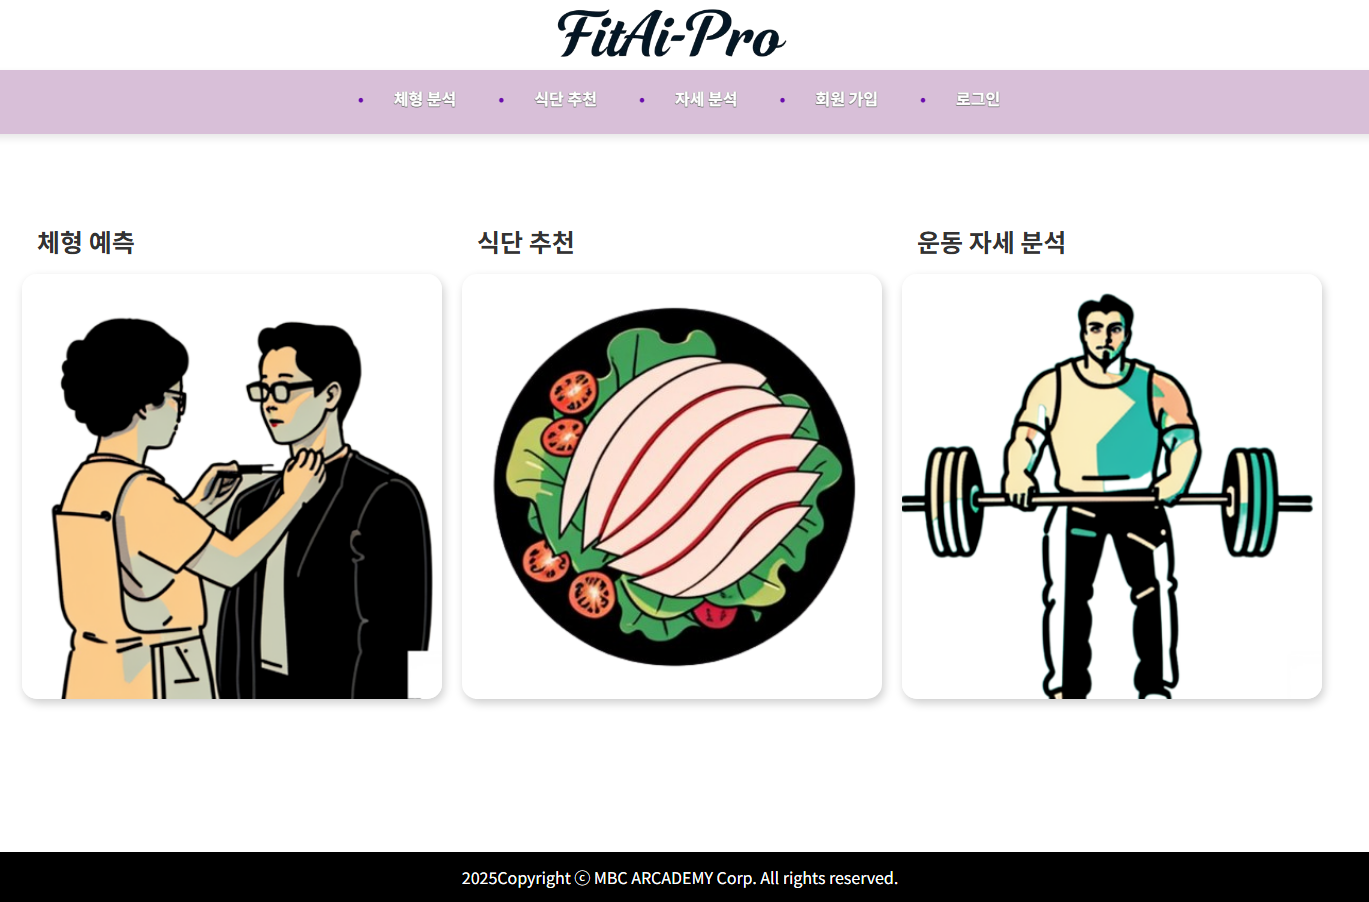 FitAi-Pro
• 체형 분석 • 식단 추천 • 자세 분석 • 회원 가입 • 로그인
체형 예측 식단 추천 운동 자세 분석
2025Copyright ⓒ MBC ARCADEMY Corp. All rights reserved.